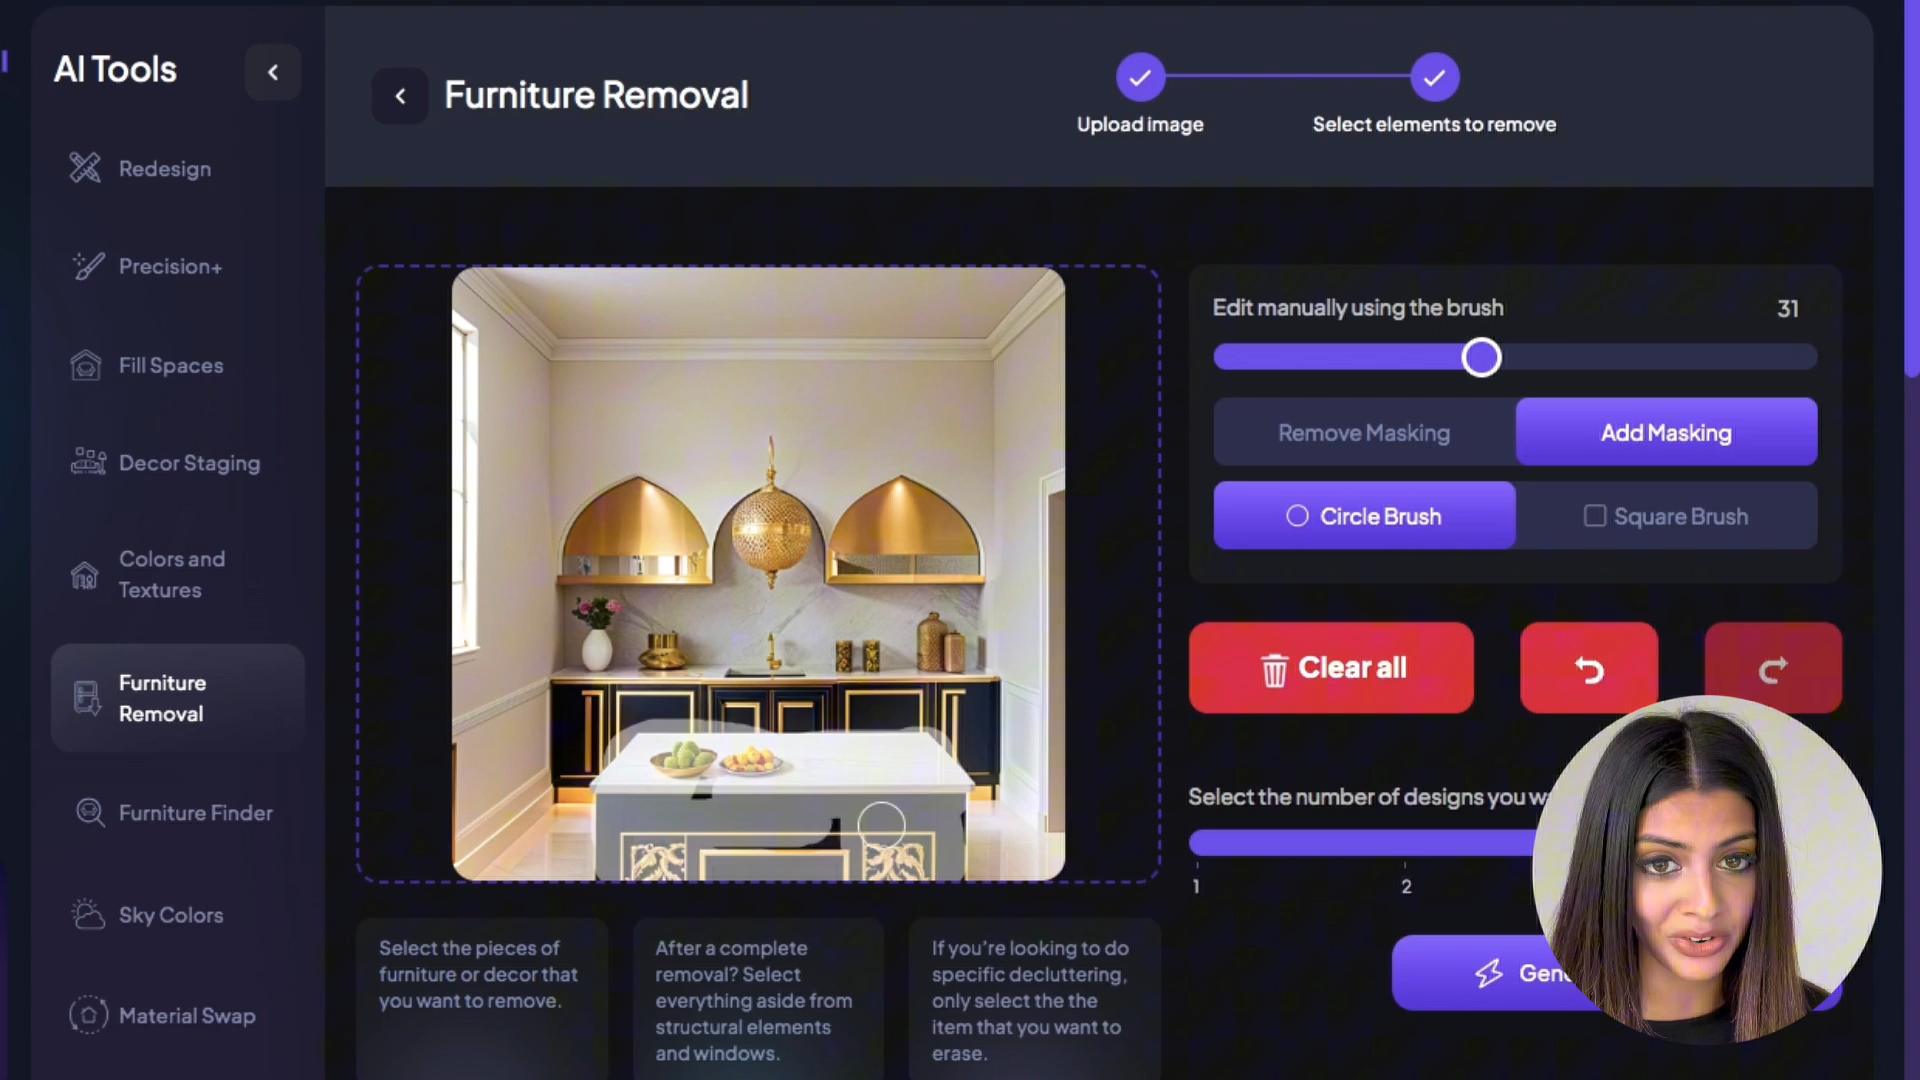 AI Tools
Furniture Removal
Upload image
Select elements to remove
Redesign
Precision+
Fill Spaces
Decor Staging
Colors and
Textures
Furniture
Removal
Furniture Finder
Sky Colors
Material Swap
Edit manually using the brush
31
Remove Masking
Add Masking
Circle Brush
Square Brush
Clear all
Select the number of designs you
1
2
Select the pieces of
furniture or decor that
you want to remove.
After a complete
removal? Select
everything aside from
structural elements
and windows.
If you're looking to do
specific decluttering,
only select the the
item that you want to
erase.